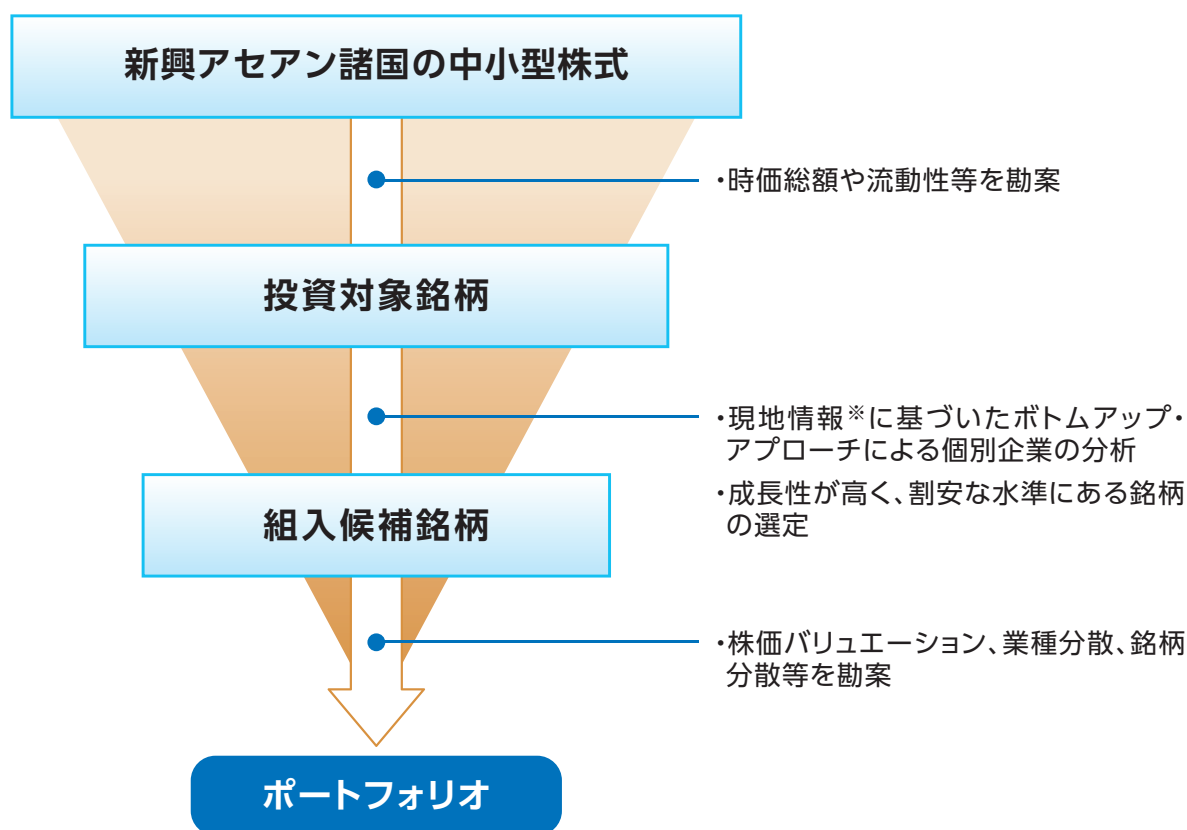 新興アセアン諸国の中小型株式
・時価総額や流動性等を勘案
投資対象銘柄
・現地情報※に基づいたボトムアップ・
アプローチによる個別企業の分析
・成長性が高く、割安な水準にある銘柄
の選定
組入候補銘柄
・株価バリュエーション、業種分散、銘柄
分散等を勘案
ポートフォリオ